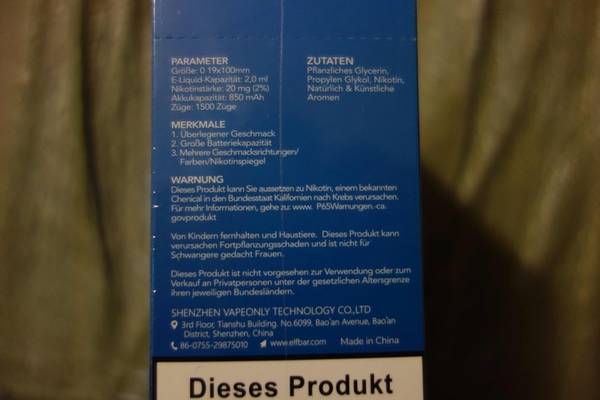 PARAMETER
Größe: 0 19x100mm
E-Liquid-Kapazität: 2,0 ml
Nikotinstärke: 20 mg (2%)
Akkukapazität: 850 mAh
Züge: 1500 Züge
ZUTATEN
Pflanzliches Glycerin,
Propylen Glykol, Nikotin,
Natürlich & Künstliche
Aromen
MERKMALE
1. Überlegener Geschmack
2. Große Batteriekapazität
3. Mehrere Geschmacksrichtungen/
Farben/Nikotinspiegel
WARNUNG
Dieses Produkt kann Sie aussetzen zu Nikotin, einem bekannten
Chenical in den Bundesstaat Kalifornien nach Krebs verursachen.
Für mehr Informationen, gehe zu: www. P65Warnungen.-ca.
govprodukt
Von Kindern fernhalten und Haustiere. Dieses Produkt kann
verursachen Fortpflanzungsschaden und ist nicht für
Schwangere gedacht Frauen.
Dieses Produkt ist nicht vorgesehen zur Verwendung oder zum
Verkauf an Privatpersonen unter der gesetzlichen Altersgrenze
ihren jeweiligen Bundesländern.
SHENZHEN VAPEONLY TECHNOLOGY CO.,LTD
3rd Floor, Tianshu Building. No.6099, Bao'an Avenue, Bao'an
District, Shenzhen, China
86-0755-29875010 www.elfbar.com Made in China
Dieses Produkt